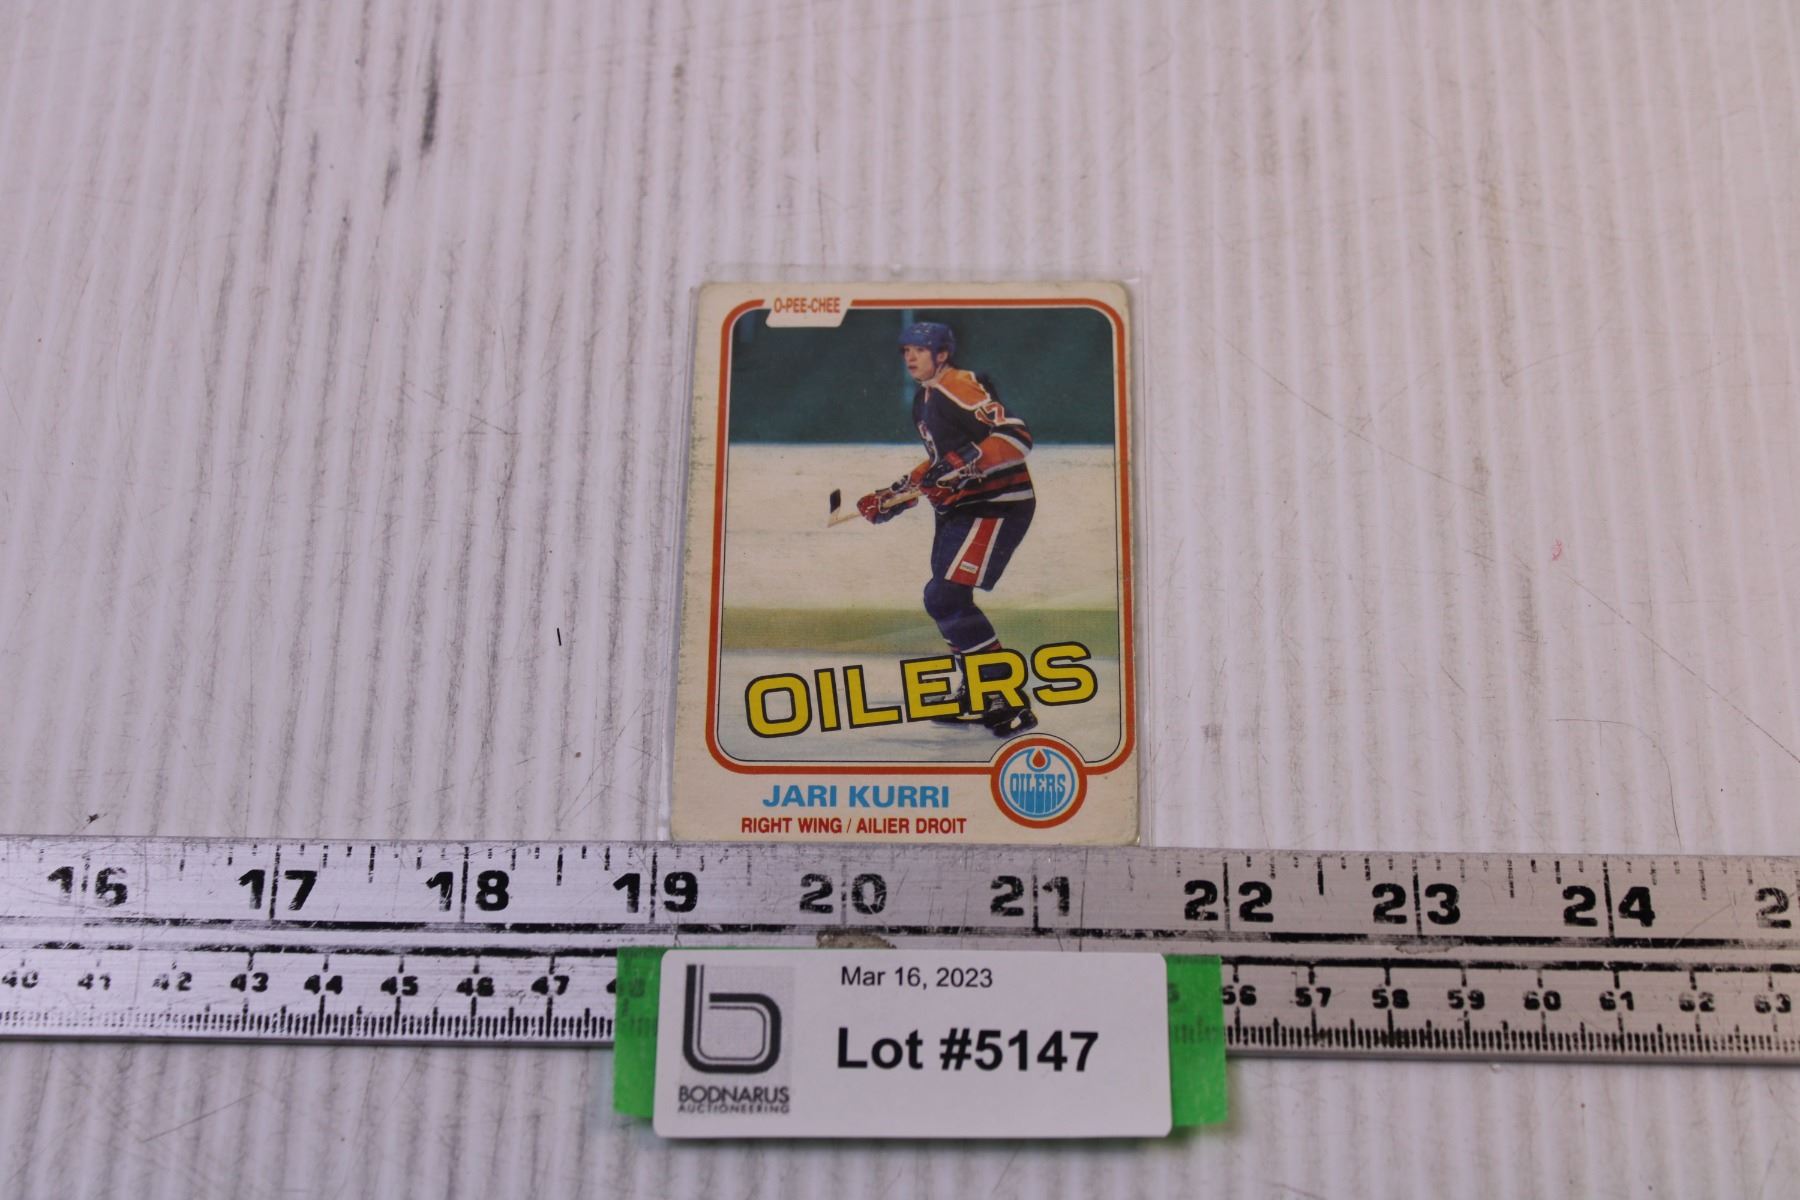 O-PEE-CHEE
17
OILERS
OILERS
JARI KURRI
RIGHT WING / AILIER DROIT
16 17 18 19 20 21 22 23 24 2
40 41 42 43 44 45 46 47 56 57 58 59 60 61 62 63
Mar 16, 2023
Lot #5147
BODNARUS
AUCTIONEERING